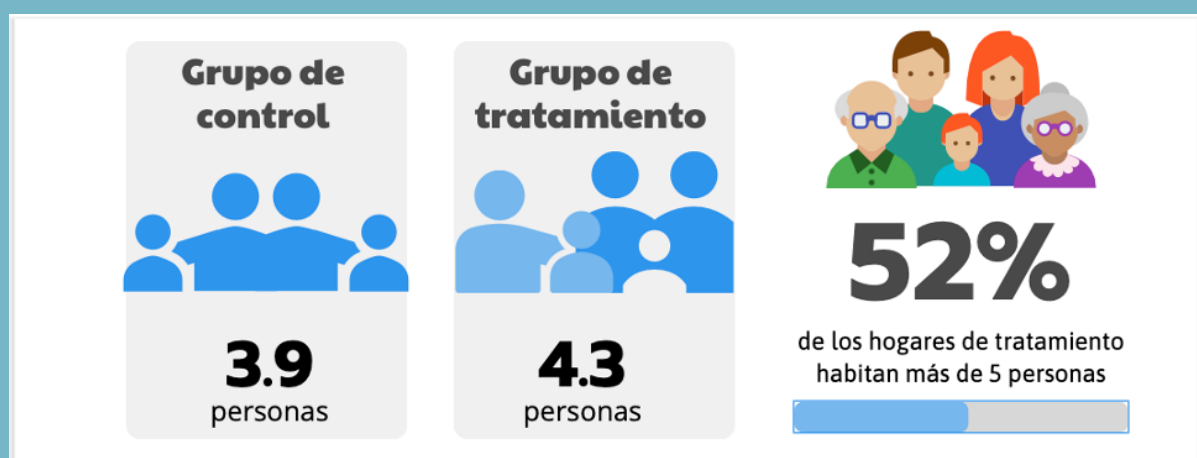 Grupo de
control
3.9
personas
Grupo de
tratamiento
4.3
personas
52%
de los hogares de tratamiento
habitan más de 5 personas